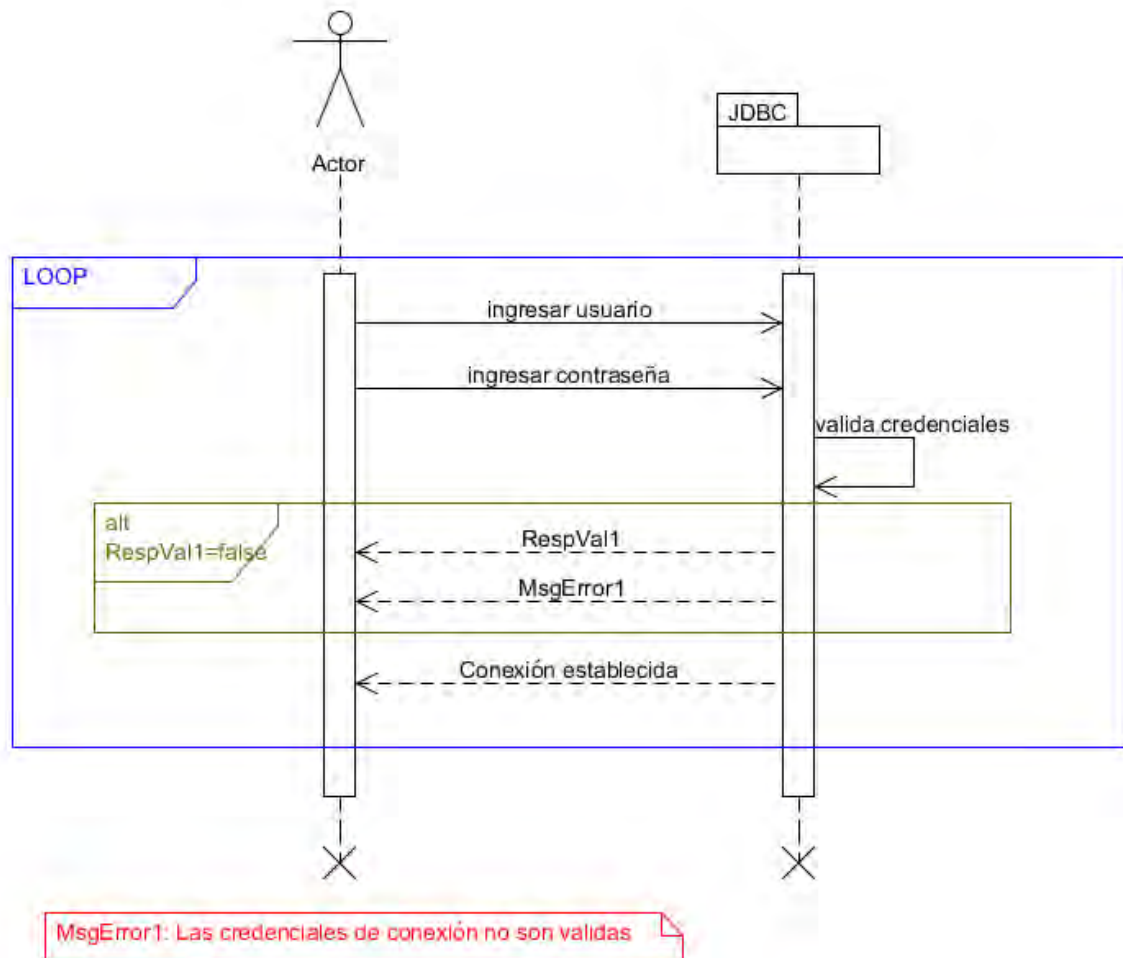 JDBC
Actor
LOOP
ingresar usuario
ingresar contraseña
valida credenciales
alt
RespVal1=false
RespVal1
MsgError1
Conexión establecida
MsgError1: Las credenciales de conexión no son validas